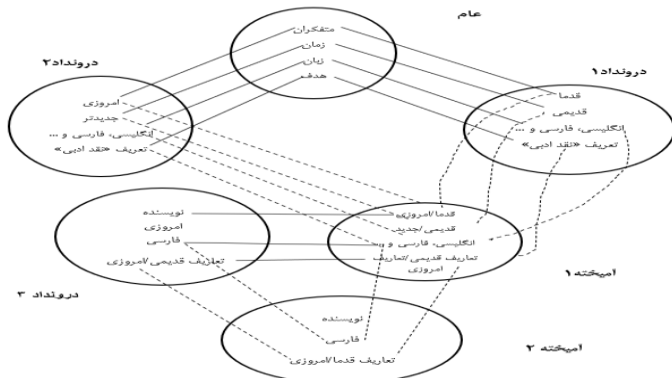 عام
متفکران
زمان
زبان
هدف
درونداد۱
قدما
قدیمی
انگلیسی، فارسی و ...
تعریف «نقد ادبی»
درونداد۲
امروزی
جدیدتر
انگلیسی، فارسی و ...
تعریف «نقد ادبی»
قدما/امروزی
قدیمی/جدید
انگلیسی، فارسی و ...
تعاریف قدیمی/تعاریف
امروزی
آمیخته۱
نویسنده
امروزی
فارسی
تعاریف قدیمی/امروزی
درونداد ۳
نویسنده
فارسی
تعاریف قدما/امروزی
آمیخته ۲